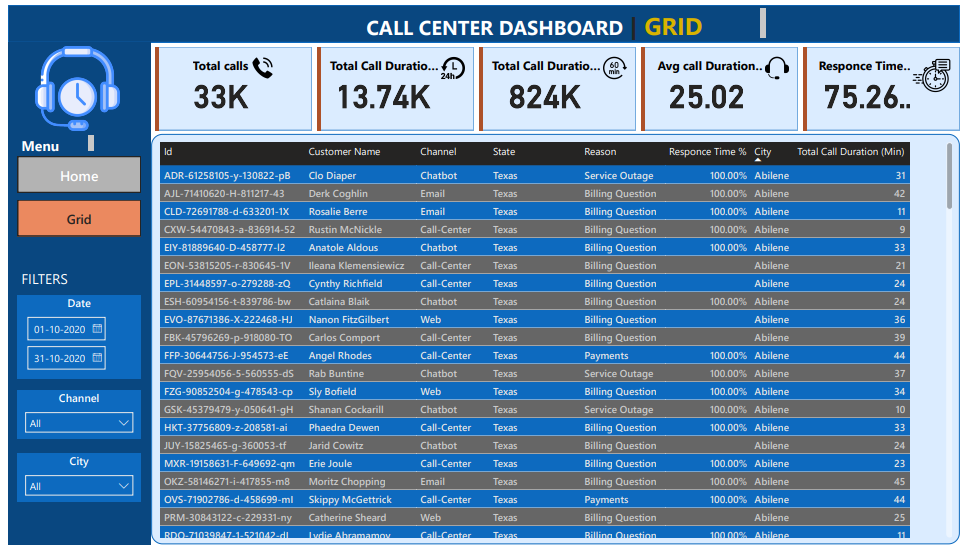 CALL CENTER DASHBOARD | GRID
Total calls
33K
Total Call Duratio...
24h
13.74K
Total Call Duratio...
60 min
824K
Avg call Duration..
25.02
Responce Time..
75.26..
Menu
Home
Grid
FILTERS
Date
01-10-2020
31-10-2020
Channel
All
City
All
Id Customer Name Channel State Reason Responce Time % City Total Call Duration (Min)
ADR-61258105-y-130822-pB Clo Diaper Chatbot Texas Service Outage 100.00% Abilene 31
AJL-71410620-H-811217-43 Derk Coghlin Email Texas Billing Question 100.00% Abilene 42
CLD-72691788-d-633201-1X Rosalie Berre Email Texas Billing Question 100.00% Abilene 11
CXW-54470843-a-836914-52 Rustin McNickle Call-Center Texas Billing Question 100.00% Abilene 9
EIY-81889640-D-458777-I2 Anatole Aldous Chatbot Texas Billing Question 100.00% Abilene 33
EON-53815205-r-830645-1V Ileana Klemensiewicz Call-Center Texas Billing Question Abilene 21
EPL-31448597-o-279288-zQ Cynthy Richfield Call-Center Texas Billing Question Abilene 24
ESH-60954156-t-839786-bw Catlaina Blaik Chatbot Texas Billing Question 100.00% Abilene 24
EVO-87671386-X-222468-HJ Nanon FitzGilbert Web Texas Billing Question Abilene 36
FBK-45796269-p-918080-TO Carlos Comport Call-Center Texas Billing Question Abilene 39
FFP-30644756-J-954573-eE Angel Rhodes Call-Center Texas Payments 100.00% Abilene 44
FQV-25954056-5-560555-dS Rab Buntine Chatbot Texas Service Outage 100.00% Abilene 37
FZG-90852504-g-478543-cp Sly Bofield Web Texas Billing Question 100.00% Abilene 34
GSK-45379479-y-050641-gH Shanan Cockarill Chatbot Texas Service Outage 100.00% Abilene 10
HKT-37756809-z-208581-ai Phaedra Dewen Call-Center Texas Billing Question 100.00% Abilene 33
JUY-15825465-g-360053-tf Jarid Cowitz Chatbot Texas Billing Question Abilene 24
MXR-19158631-F-649692-qm Erie Joule Call-Center Texas Billing Question 100.00% Abilene 23
OKZ-58146271-i-417855-m8 Moritz Chopping Email Texas Billing Question 100.00% Abilene 45
OVS-71902786-d-458699-mI Skippy McGettrick Call-Center Texas Payments 100.00% Abilene 44
PRM-30843122-c-229331-ny Catherine Sheard Web Texas Billing Question Abilene 25
RDO-71039847-1-521042-dI Lydie Abramamov Call-Center Texas Billing Question 100.00% Abilene 11